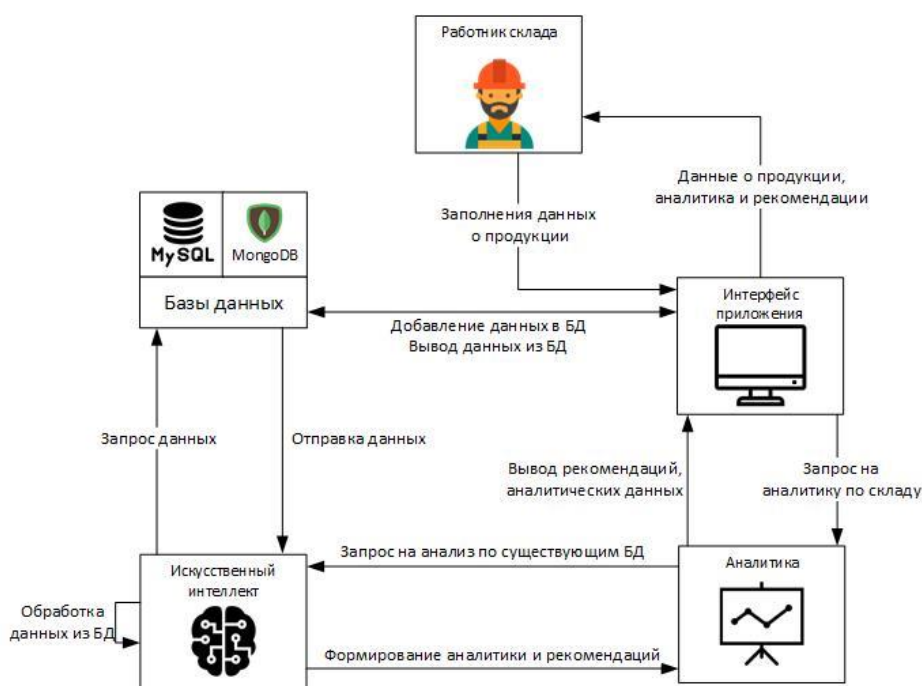 Работник склада
Данные о продукции,
аналитика и рекомендации
Заполнения данных
о продукции
MySQL
MongoDB
Базы данных
Интерфейс
приложения
Добавление данных в БД
Вывод данных из БД
Запрос данных
Отправка данных
Вывод рекомендаций,
аналитических данных
Запрос на
аналитику по складу
Запрос на анализ по существующим БД
Искусственный
интеллект
Аналитика
Обработка
данных из БД
Формирование аналитики и рекомендаций